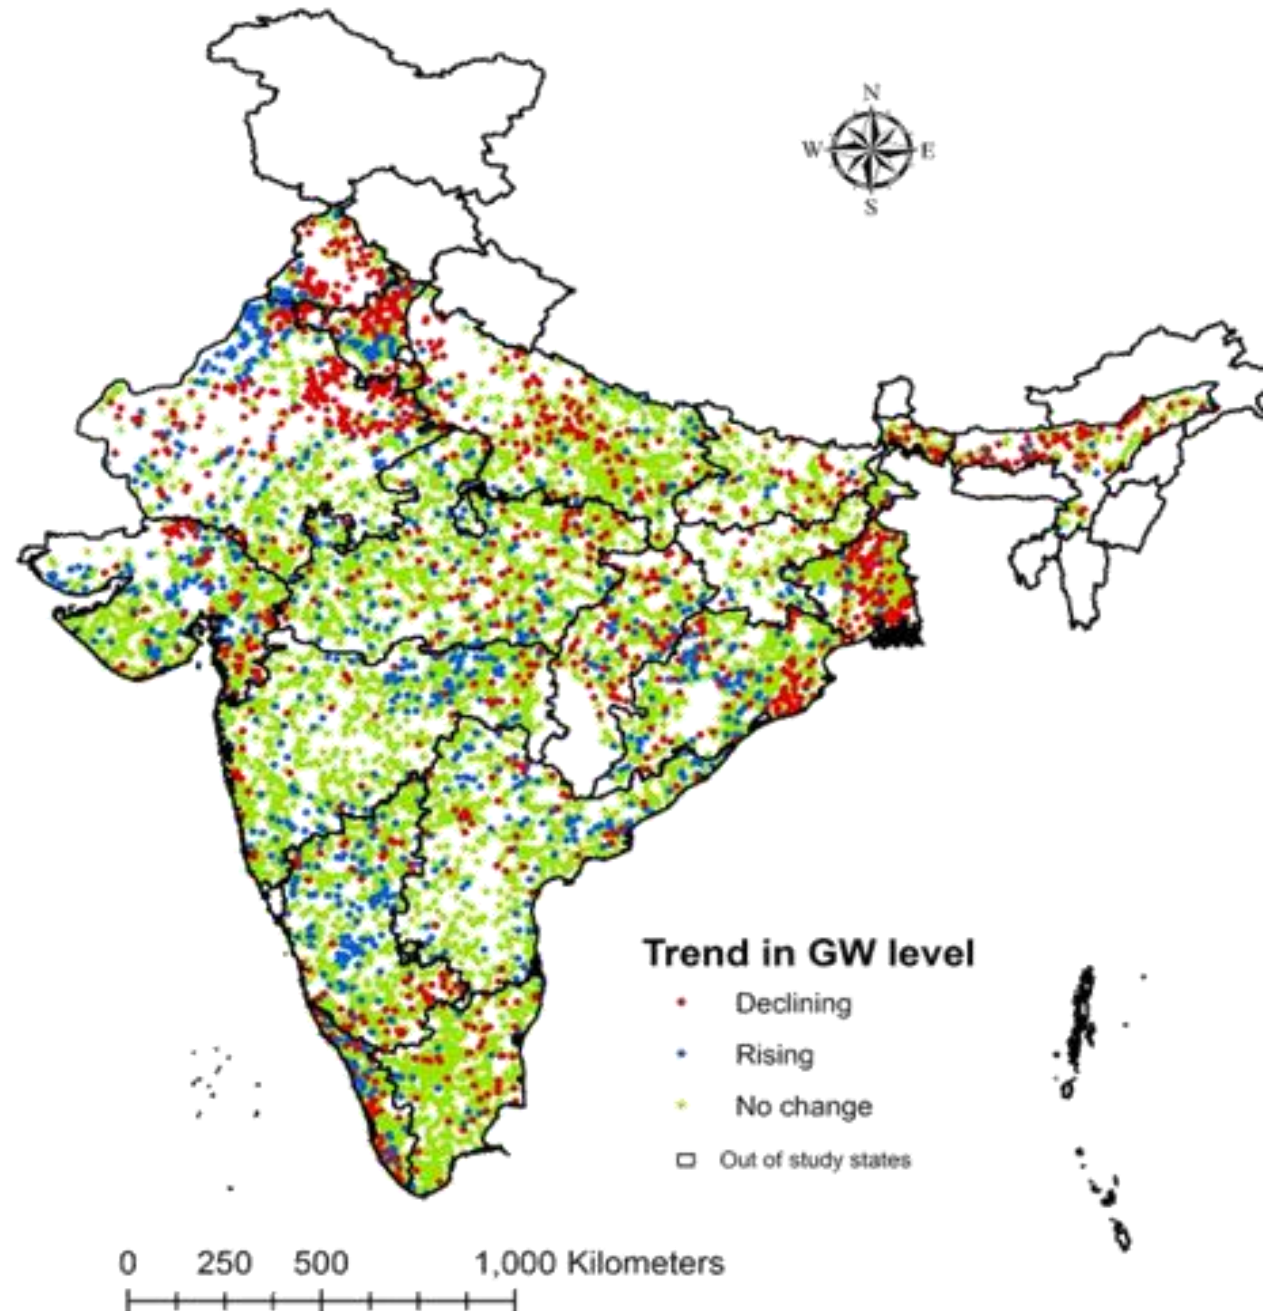 N
W E
S
Trend in GW level
Declining
Rising
No change
Out of study states
0 250 500 1,000 Kilometers